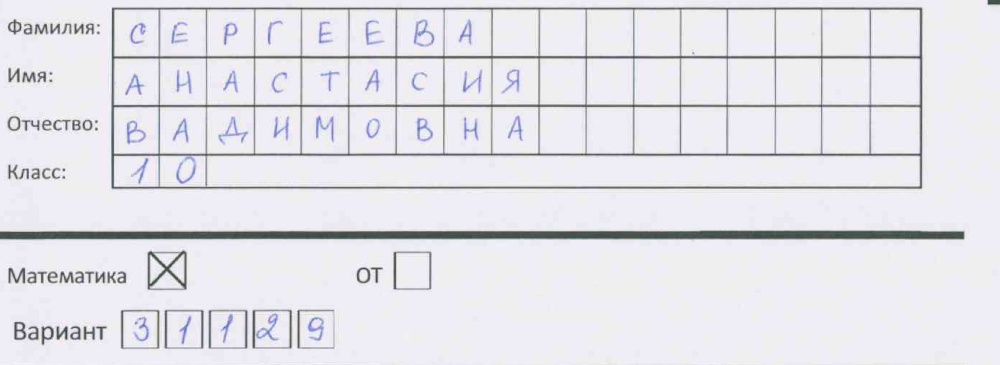 Фамилия: СЕРГЕЕВА
Имя: АНАСТАСИЯ
Отчество: ВАДИМОВНА
Класс: 10
Математика ОТ
Вариант 31129